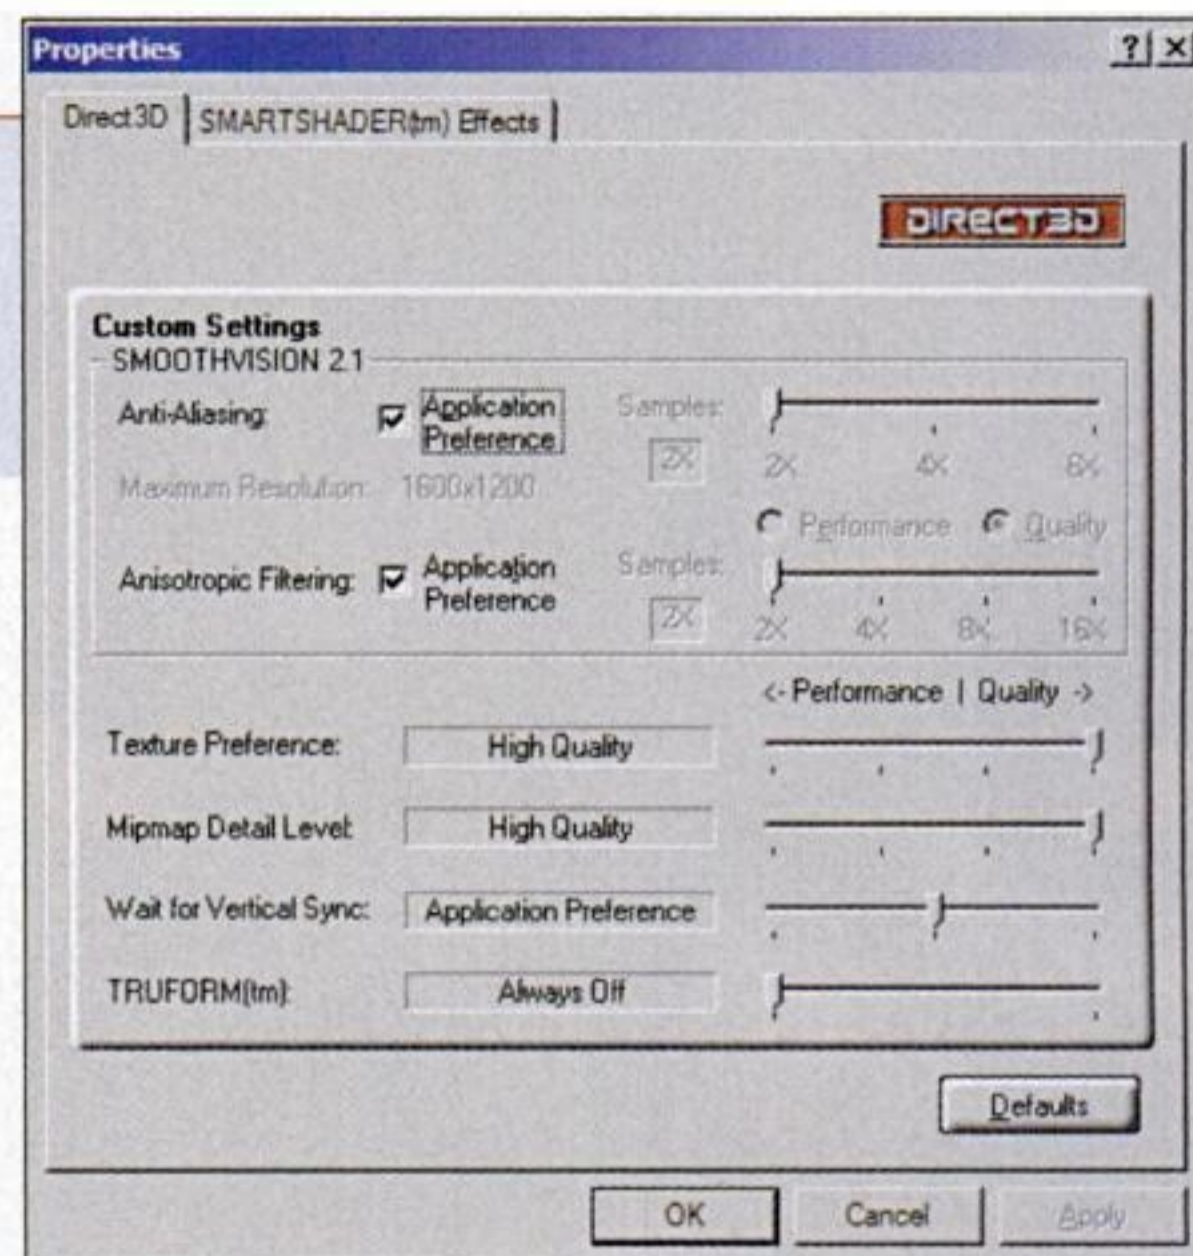 Properties
Direct3D SMARTSHADER(tm) Effects
DIRECT3D
Custom Settings
SMOOTHVISION 2.1
Anti-Aliasing: Application Preference Samples: 2X 2X 4X 6X
Maximum Resolution: 1600x1200
Performance Quality
Anisotropic Filtering: Application Preference Samples: 2X 2X 4X 8X 16X
<- Performance | Quality ->
Texture Preference: High Quality
Mipmap Detail Level: High Quality
Wait for Vertical Sync: Application Preference
TRUFORM(tm): Always Off
Defaults
OK Cancel Apply